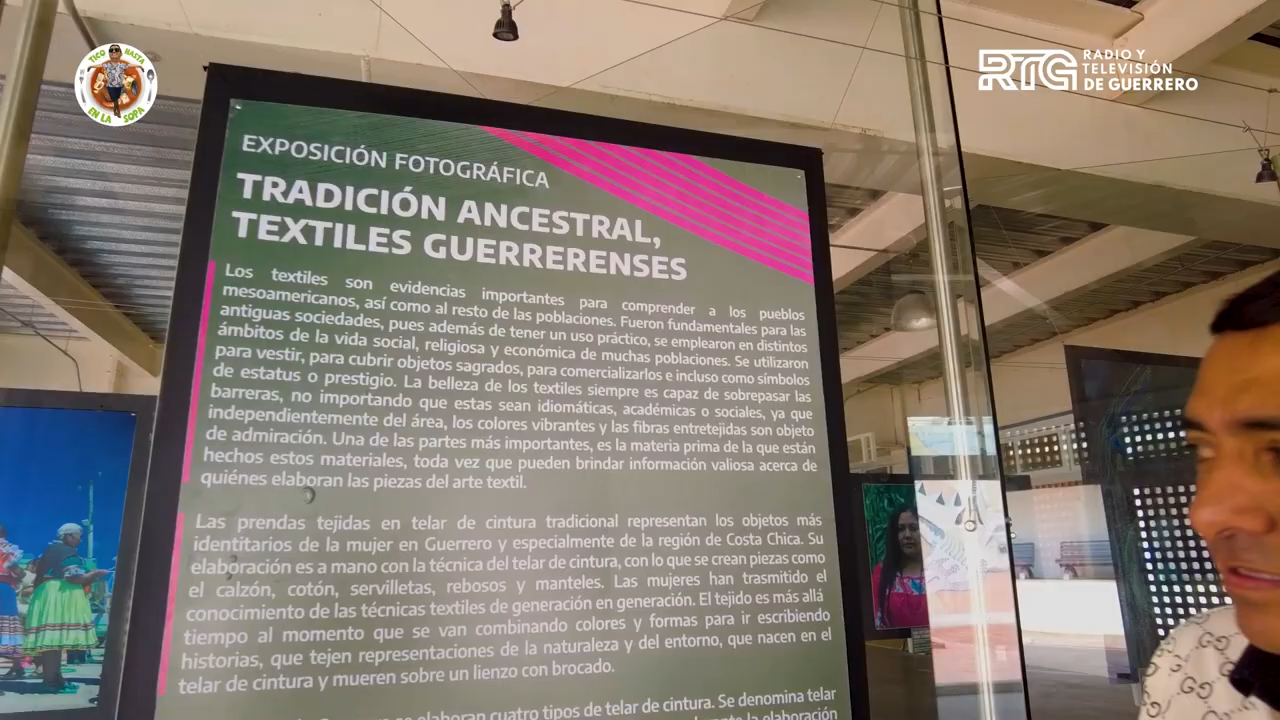 TICO HASTA
EN LA SOPA
RTG RADIO Y
TELEVISIÓN
DE GUERRERO
EXPOSICIÓN FOTOGRÁFICA
TRADICIÓN ANCESTRAL,
TEXTILES GUERRERENSES
Los textiles son evidencias importantes para comprender a los pueblos
mesoamericanos, así como al resto de las poblaciones. Fueron fundamentales para las
antiguas sociedades, pues además de tener un uso práctico, se emplearon en distintos
ámbitos de la vida social, religiosa y económica de muchas poblaciones. Se utilizaron
para vestir, para cubrir objetos sagrados, para comercializarlos e incluso como símbolos
de estatus o prestigio. La belleza de los textiles siempre es capaz de sobrepasar las
barreras, no importando que estas sean idiomáticas, académicas o sociales, ya que
independientemente del área, los colores vibrantes y las fibras entretejidas son objeto
de admiración. Una de las partes más importantes, es la materia prima de la que están
hechos estos materiales, toda vez que pueden brindar información valiosa acerca de
quiénes elaboran las piezas del arte textil.
Las prendas tejidas en telar de cintura tradicional representan los objetos más
identitarios de la mujer en Guerrero y especialmente de la región de Costa Chica. Su
elaboración es a mano con la técnica del telar de cintura, con lo que se crean piezas como
el calzón, cotón, servilletas, rebosos y manteles. Las mujeres han trasmitido el
conocimiento de las técnicas textiles de generación en generación. El tejido es más allá
tiempo al momento que se van combinando colores y formas para ir escribiendo
historias, que tejen representaciones de la naturaleza y del entorno, que nacen en el
telar de cintura y mueren sobre un lienzo con brocado.
se elaboran cuatro tipos de telar de cintura. Se denomina telar
la elaboración